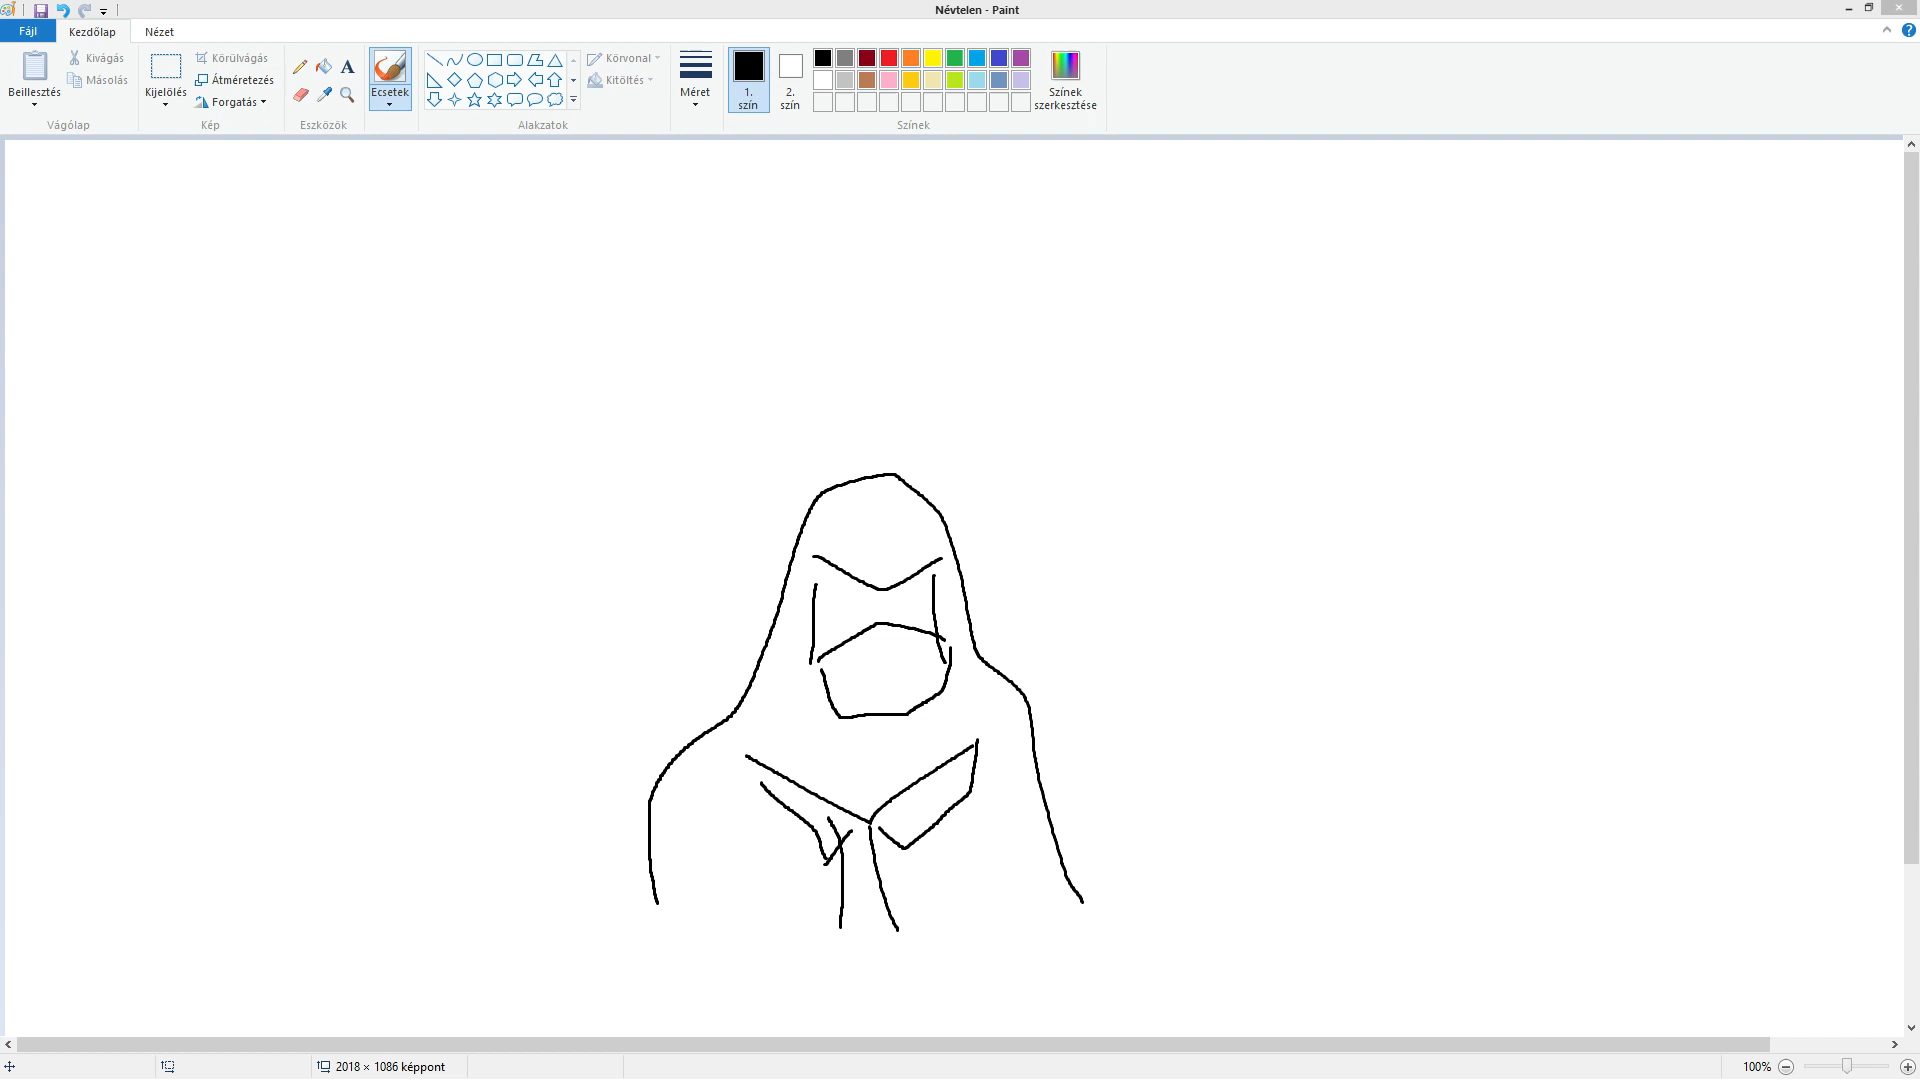 Névtelen - Paint
Fájl
Kezdőlap
Nézet
Beillesztés
Kivágás
Másolás
Vágólap
Kijelölés
Körülvágás
Átméretezés
Forgatás
Kép
A
Eszközök
Ecsetek
Körvonal
Kitöltés
Alakzatok
Méret
1.
szín
2.
szín
Színek
szerkesztése
Színek
2018 × 1086 képpont
100%